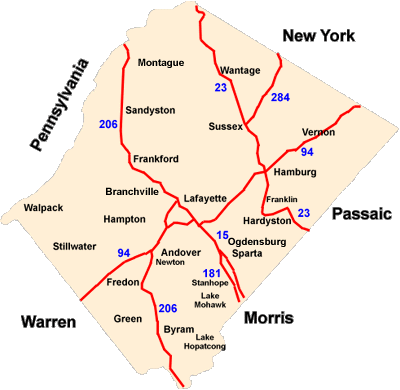 New York
Pennsylvania
Montague
Wantage
23
284
Sandyston
206
Sussex
Vernon
94
Frankford
Hamburg
Branchville
Lafayette
Franklin
Walpack
Hampton
Hardyston
23
Passaic
15
Ogdensburg
Stillwater
94
Andover
Sparta
Newton
181
Fredon
Stanhope
Lake
Mohawk
206
Warren
Green
Byram
Morris
Lake
Hopatcong